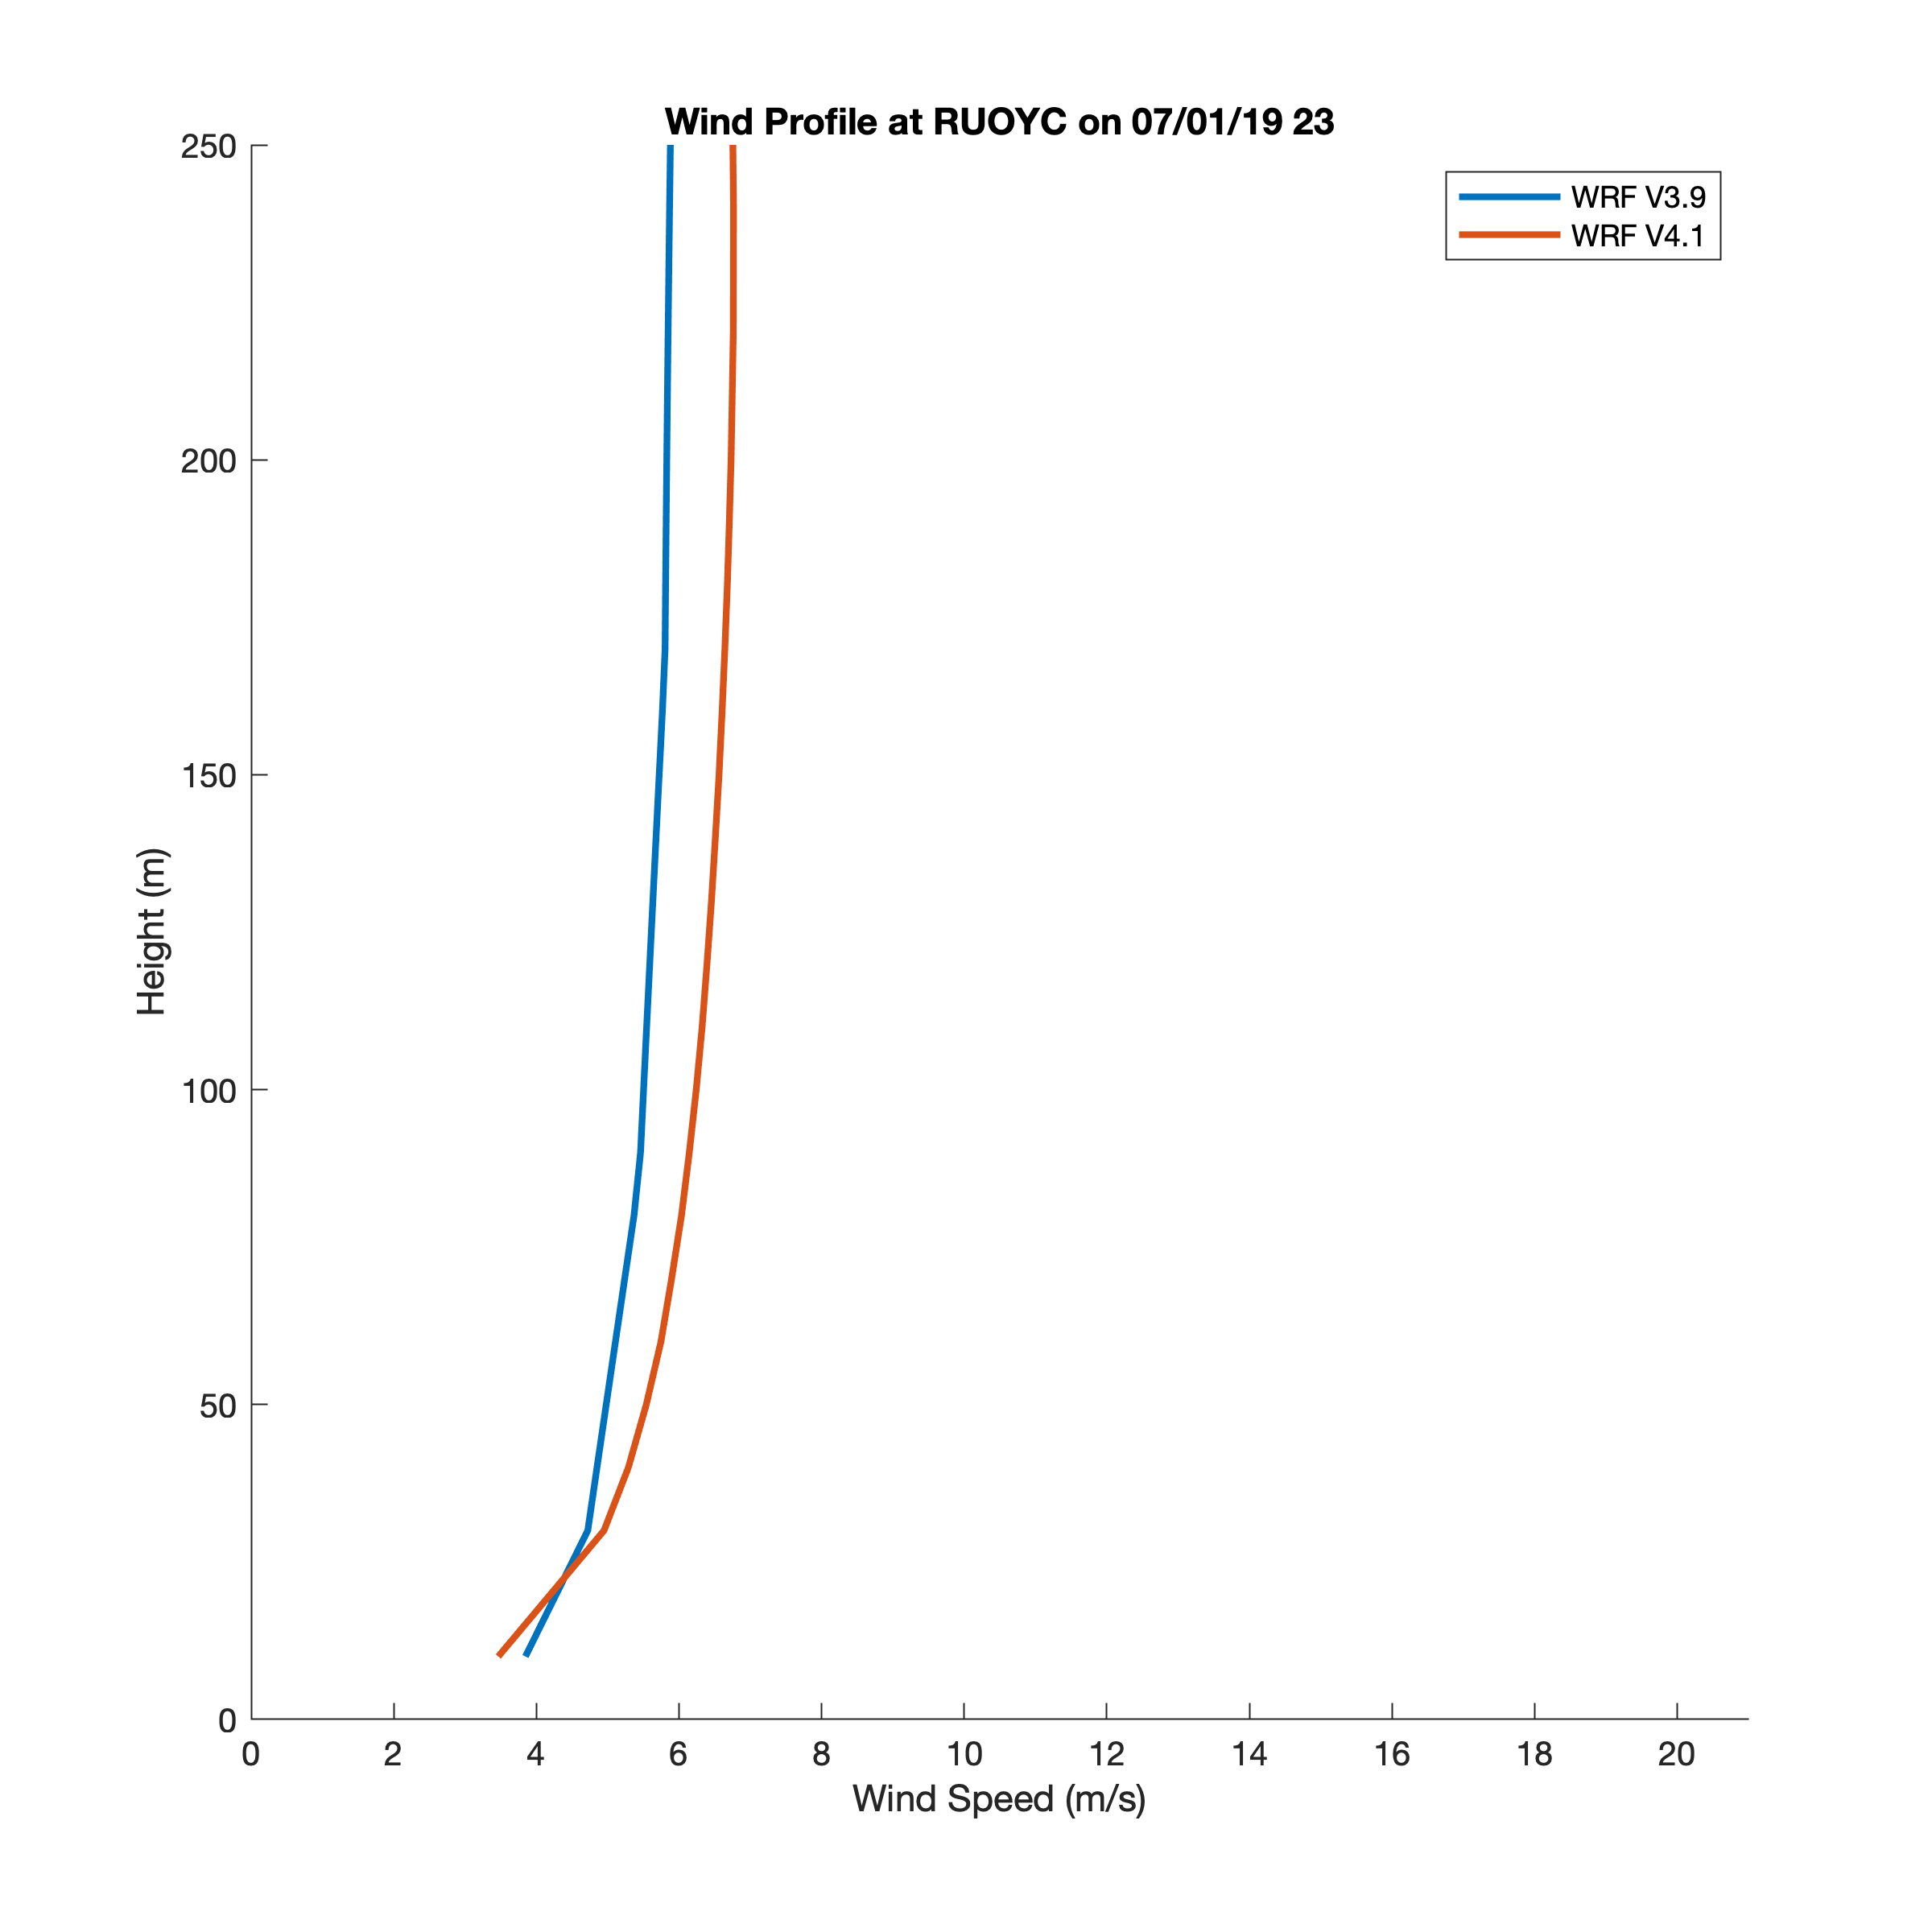 Wind Profile at RUOYC on 07/01/19 23
WRF V3.9
WRF V4.1
250
200
150
100
50
0
Height (m)
0 2 4 6 8 10 12 14 16 18 20
Wind Speed (m/s)